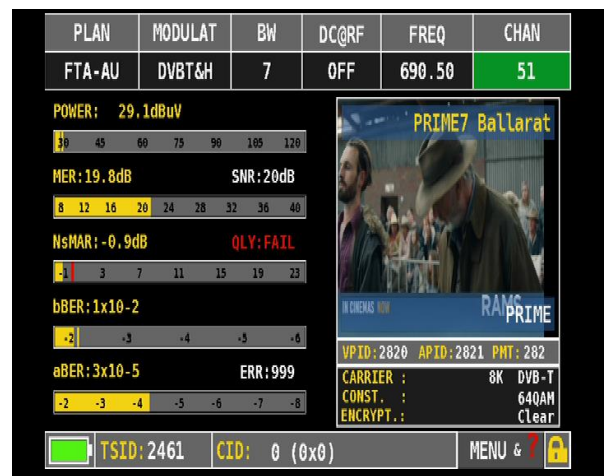 PLAN MODULAT BW DC@RF FREQ CHAN
FTA-AU DVBT&H 7 OFF 690.50 51
POWER: 29.1dBuV
30 45 60 75 90 105 120
MER:19.8dB SNR:20dB
8 12 16 20 24 28 32 36 40
NsMAR:-0.9dB QLY:FAIL
-1 3 7 11 15 19 23
bBER:1x10-2
-2 -3 -4 -5 -6
aBER:3x10-5 ERR:999
-2 -3 -4 -5 -6 -7 -8
PRIME7 Ballarat
IN CINEMAS NOW RAMS
PRIME
VPID:2820 APID:2821 PMT:282
CARRIER : 8K DVB-T
CONST. : 64QAM
ENCRYPT.: Clear
TSID:2461 CID: 0 (0x0) MENU & ?